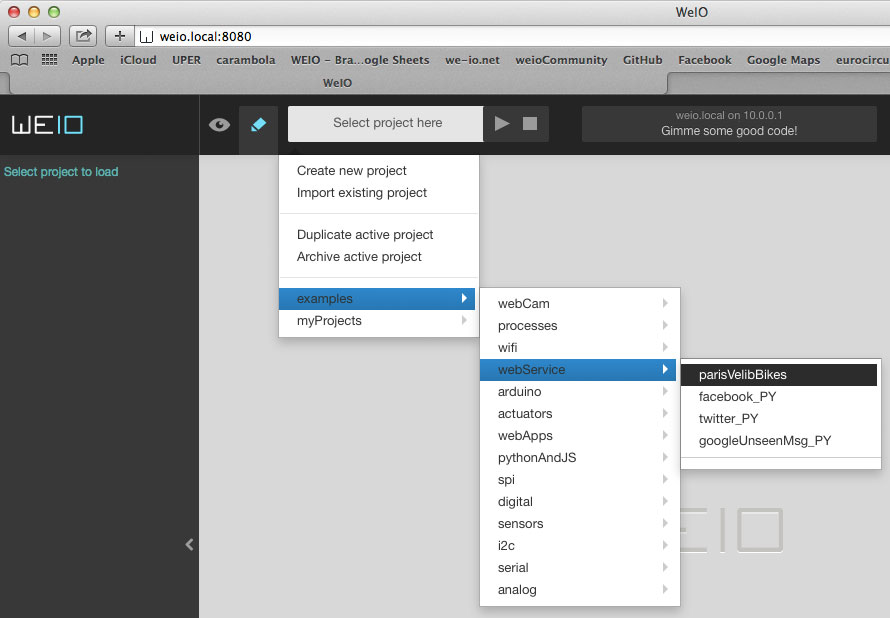 WeIO
weio.local:8080
Apple iCloud UPER carambola WEIO – Bra...ogle Sheets we-io.net weioCommunity GitHub Facebook Google Maps eurocircu
WeIO
WEIO
Select project here
weio.local on 10.0.0.1
Gimme some good code!
Select project to load
Create new project
Import existing project
Duplicate active project
Archive active project
examples
myProjects
webCam
processes
wifi
webService
arduino
actuators
webApps
pythonAndJS
spi
digital
sensors
i2c
serial
analog
parisVelibBikes
facebook_PY
twitter_PY
googleUnseenMsg_PY
EIO